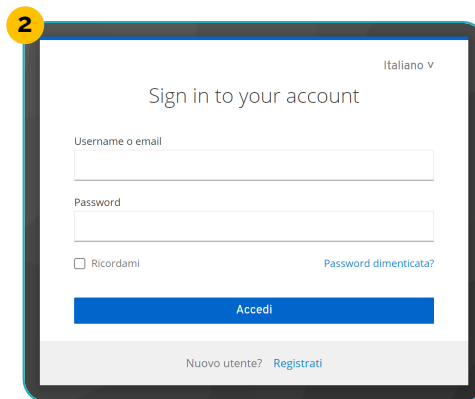 2
Italiano v
Sign in to your account
Username o email
Password
Ricordami Password dimenticata?
Accedi
Nuovo utente? Registrati